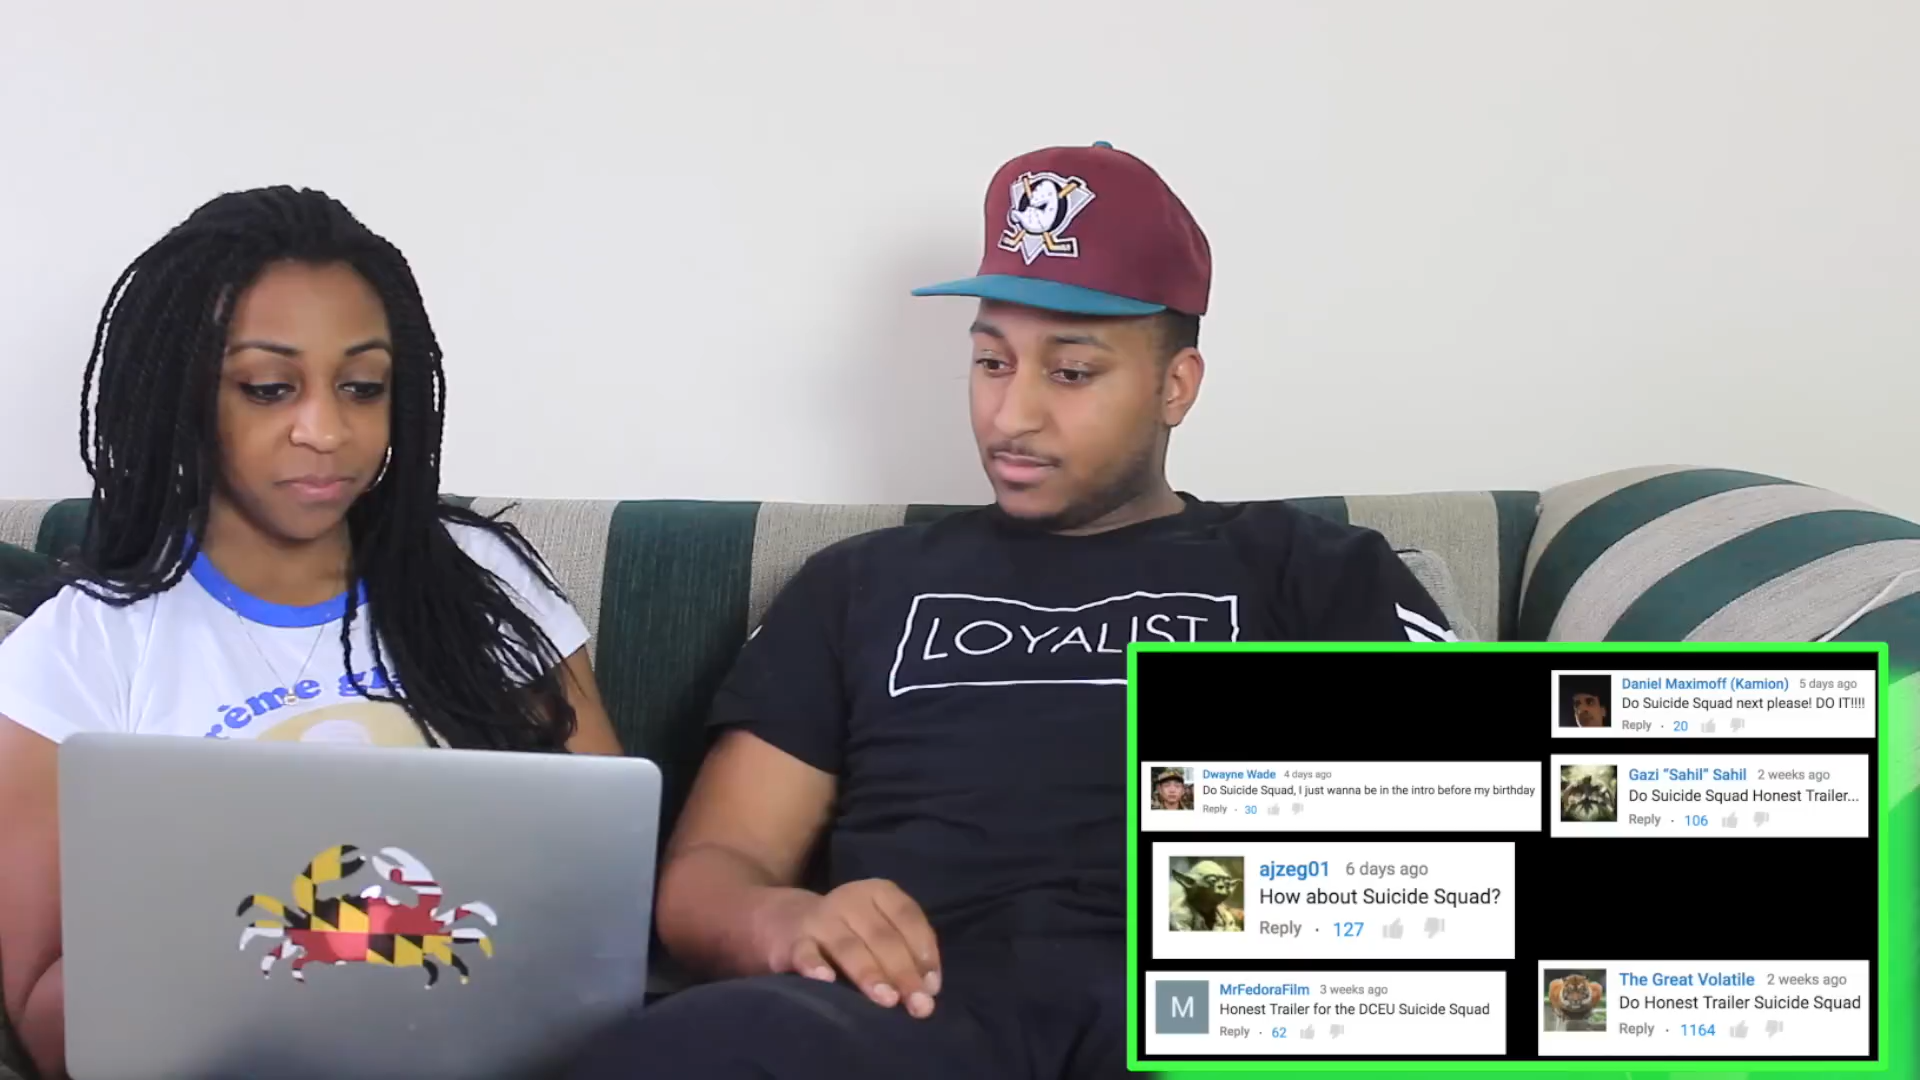 LOYALIST
Daniel Maximoff (Kamion) 5 days ago
Do Suicide Squad next please! DO IT!!!!
Reply · 20
Dwayne Wade 4 days ago
Do Suicide Squad, I just wanna be in the intro before my birthday
Reply · 30
Gazi “Sahil” Sahil 2 weeks ago
Do Suicide Squad Honest Trailer...
Reply · 106
ajzeg01 6 days ago
How about Suicide Squad?
Reply · 127
M
MrFedoraFilm 3 weeks ago
Honest Trailer for the DCEU Suicide Squad
Reply · 62
The Great Volatile 2 weeks ago
Do Honest Trailer Suicide Squad
Reply · 1164